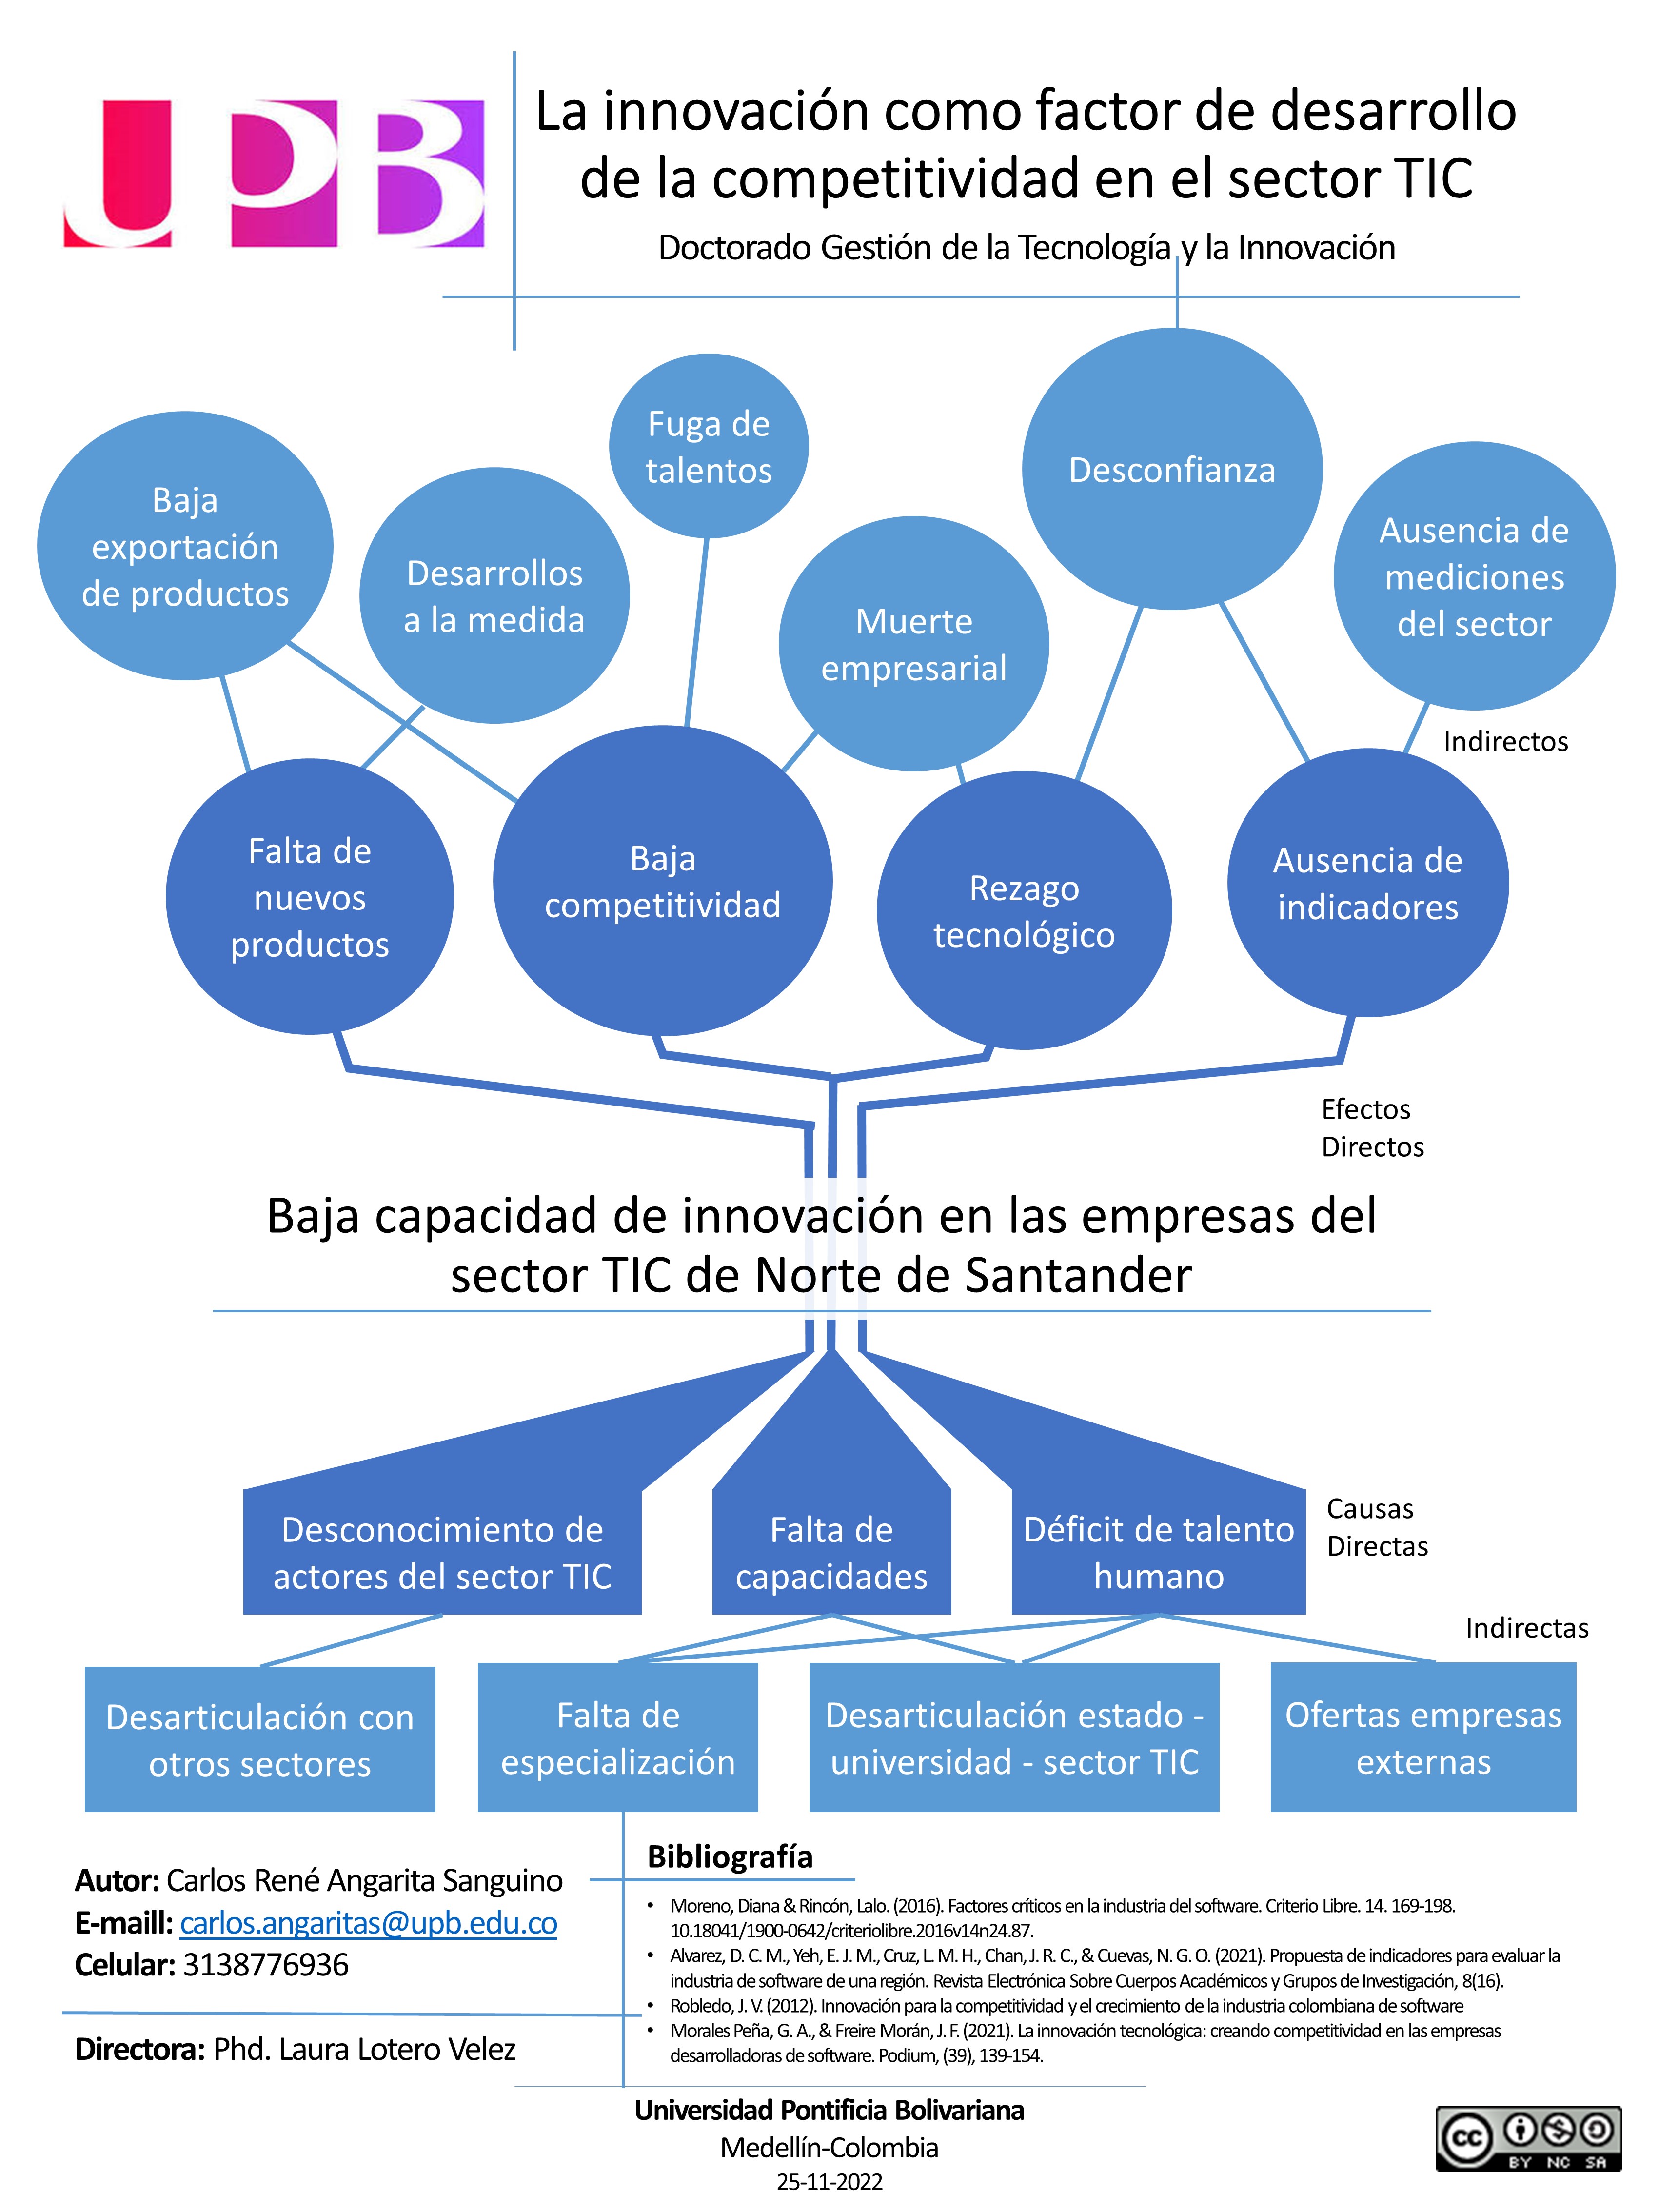 UPB
La innovación como factor de desarrollo
de la competitividad en el sector TIC
Doctorado Gestión de la Tecnología y la Innovación
Fuga de
talentos
Desconfianza
Baja
exportación
de productos
Desarrollos
a la medida
Muerte
empresarial
Ausencia de
mediciones
del sector
Indirectos
Falta de
nuevos
productos
Baja
competitividad
Rezago
tecnológico
Ausencia de
indicadores
Efectos
Directos
Baja capacidad de innovación en las empresas del
sector TIC de Norte de Santander
Desconocimiento de
actores del sector TIC
Falta de
capacidades
Déficit de talento
humano
Causas
Directas
Indirectas
Desarticulación con
otros sectores
Falta de
especialización
Desarticulación estado -
universidad - sector TIC
Ofertas empresas
externas
Autor: Carlos René Angarita Sanguino
E-maill: carlos.angaritas@upb.edu.co
Celular: 3138776936
Directora: Phd. Laura Lotero Velez
Bibliografía
• Moreno, Diana & Rincón, Lalo. (2016). Factores críticos en la industria del software. Criterio Libre. 14. 169-198.
10.18041/1900-0642/criteriolibre.2016v14n24.87.
• Alvarez, D. C. M., Yeh, E. J. M., Cruz, L. M. H., Chan, J. R. C., & Cuevas, N. G. O. (2021). Propuesta de indicadores para evaluar la
industria de software de una región. Revista Electrónica Sobre Cuerpos Académicos y Grupos de Investigación, 8(16).
• Robledo, J. V. (2012). Innovación para la competitividad y el crecimiento de la industria colombiana de software
• Morales Peña, G. A., & Freire Morán, J. F. (2021). La innovación tecnológica: creando competitividad en las empresas
desarrolladoras de software. Podium, (39), 139-154.
Universidad Pontificia Bolivariana
Medellín-Colombia
25-11-2022
cc
BY NC SA